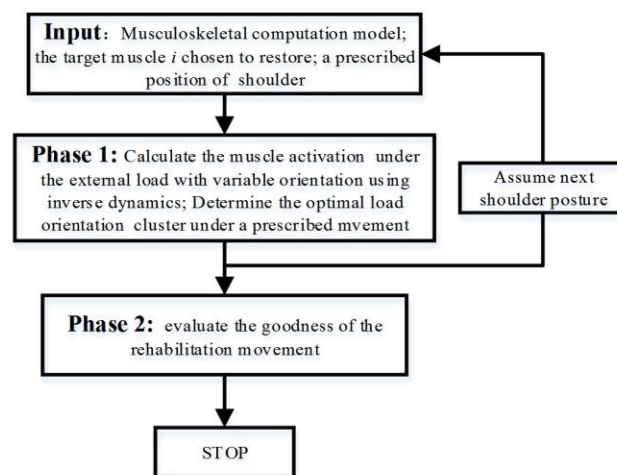 Input：Musculoskeletal computation model;
the target muscle i chosen to restore; a prescribed
position of shoulder
Phase 1: Calculate the muscle activation under
the external load with variable orientation using
inverse dynamics; Determine the optimal load
orientation cluster under a prescribed mvement
Assume next
shoulder posture
Phase 2: evaluate the goodness of the
rehabilitation movement
STOP